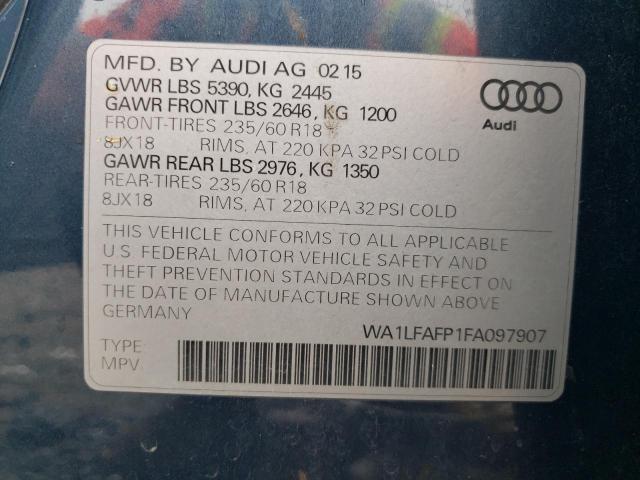 MFD. BY AUDI AG 02 15
GVWR LBS 5390, KG 2445
GAWR FRONT LBS 2646, KG 1200
FRONT-TIRES 235/60 R18
8JX18 RIMS, AT 220 KPA 32 PSI COLD
GAWR REAR LBS 2976, KG 1350
REAR-TIRES 235/60 R18
8JX18 RIMS, AT 220 KPA 32 PSI COLD
Audi
THIS VEHICLE CONFORMS TO ALL APPLICABLE
U.S. FEDERAL MOTOR VEHICLE SAFETY AND
THEFT PREVENTION STANDARDS IN EFFECT ON
THE DATE OF MANUFACTURE SHOWN ABOVE
GERMANY
WA1LFAFP1FA097907
TYPE
MPV